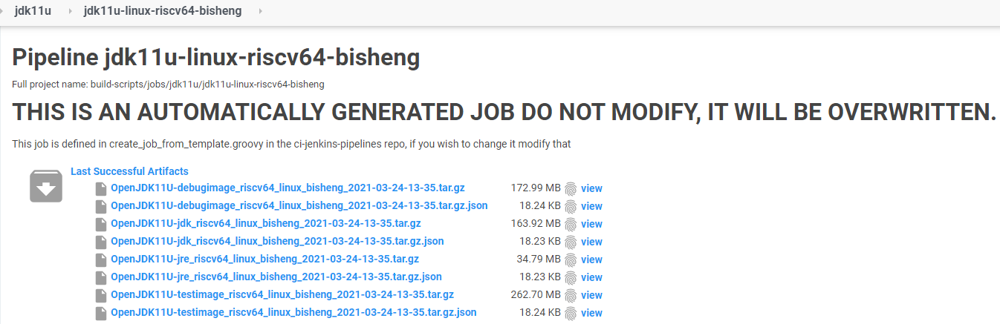 jdk11u jdk11u-linux-riscv64-bisheng
Pipeline jdk11u-linux-riscv64-bisheng
Full project name: build-scripts/jobs/jdk11u/jdk11u-linux-riscv64-bisheng
THIS IS AN AUTOMATICALLY GENERATED JOB DO NOT MODIFY, IT WILL BE OVERWRITTEN.
This job is defined in create_job_from_template.groovy in the ci-jenkins-pipelines repo, if you wish to change it modify that
Last Successful Artifacts
OpenJDK11U-debugimage_riscv64_linux_bisheng_2021-03-24-13-35.tar.gz 172.99 MB view
OpenJDK11U-debugimage_riscv64_linux_bisheng_2021-03-24-13-35.tar.gz.json 18.24 KB view
OpenJDK11U-jdk_riscv64_linux_bisheng_2021-03-24-13-35.tar.gz 163.92 MB view
OpenJDK11U-jdk_riscv64_linux_bisheng_2021-03-24-13-35.tar.gz.json 18.23 KB view
OpenJDK11U-jre_riscv64_linux_bisheng_2021-03-24-13-35.tar.gz 34.79 MB view
OpenJDK11U-jre_riscv64_linux_bisheng_2021-03-24-13-35.tar.gz.json 18.23 KB view
OpenJDK11U-testimage_riscv64_linux_bisheng_2021-03-24-13-35.tar.gz 262.70 MB view
OpenJDK11U-testimage_riscv64_linux_bisheng_2021-03-24-13-35.tar.gz.json 18.24 KB view